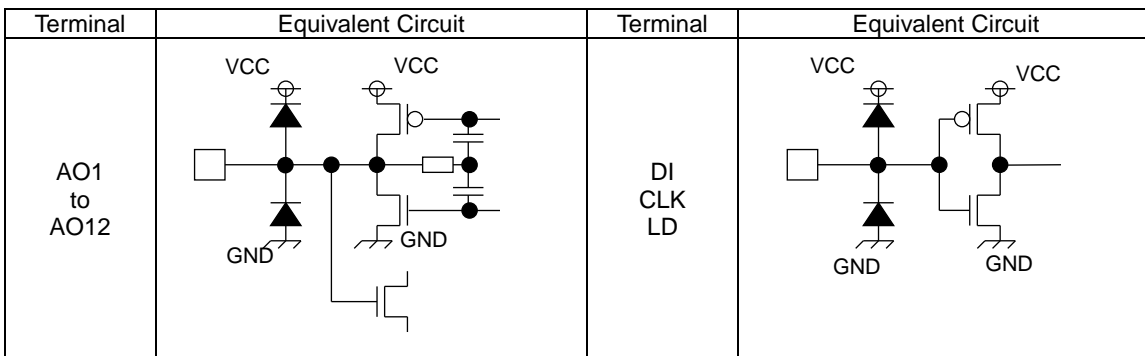 Terminal Equivalent Circuit Terminal Equivalent Circuit
AO1
to
AO12
VCC VCC
GND
GND
DI
CLK
LD
VCC VCC
GND GND